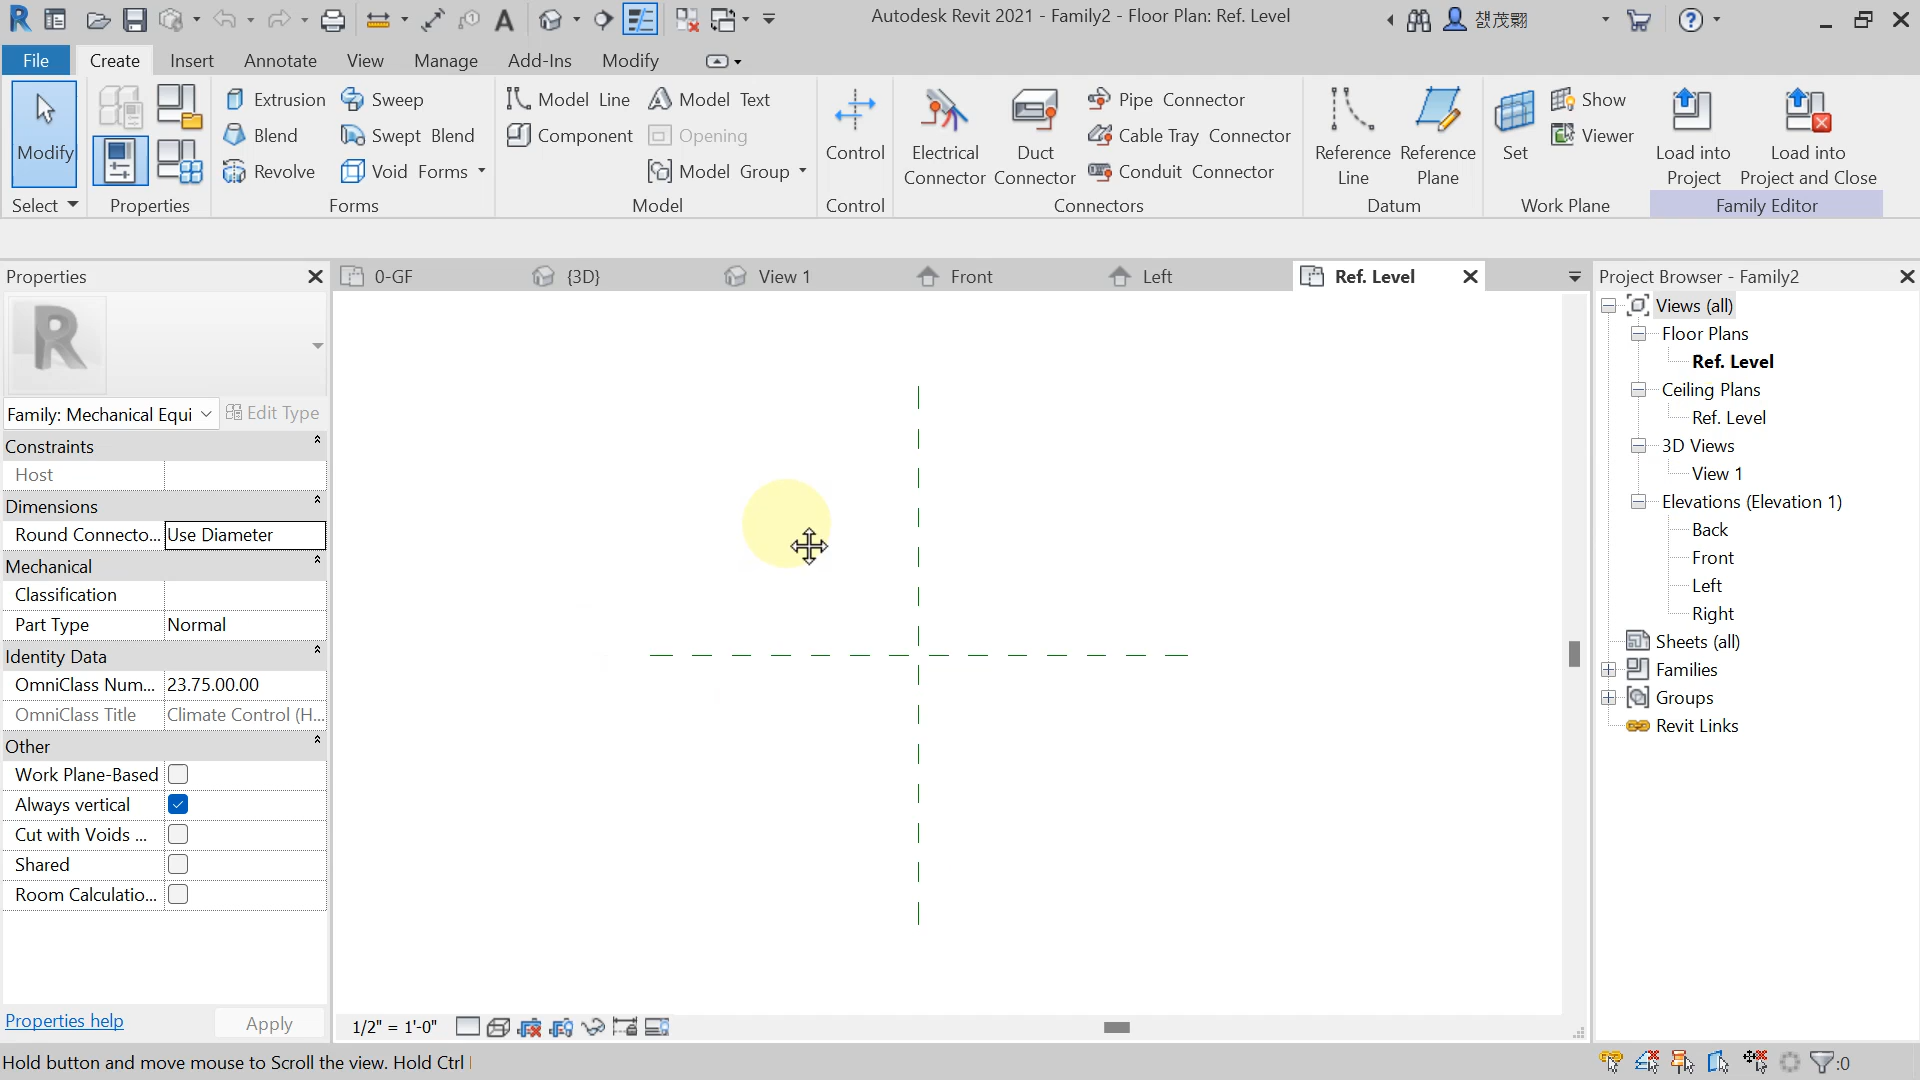 Autodesk Revit 2021 - Family2 - Floor Plan: Ref. Level
File Create Insert Annotate View Manage Add-Ins Modify
Modify
Select
Properties
Extrusion
Blend
Revolve
Sweep
Swept Blend
Void Forms
Forms
Model Line
Component
Model Text
Opening
Model Group
Model
Control
Control
Electrical
Connector
Duct
Connector
Pipe Connector
Cable Tray Connector
Conduit Connector
Connectors
Reference
Line
Reference
Plane
Datum
Set
Show
Viewer
Work Plane
Load into
Project
Load into
Project and Close
Family Editor
Properties
0-GF
{3D}
View 1
Front
Left
Ref. Level
Project Browser - Family2
R
Family: Mechanical Equi
Edit Type
Constraints
Host
Dimensions
Round Connecto... Use Diameter
Mechanical
Classification
Part Type Normal
Identity Data
OmniClass Num... 23.75.00.00
OmniClass Title Climate Control (H...
Other
Work Plane-Based
Always vertical
Cut with Voids ...
Shared
Room Calculatio...
Properties help
Apply
Views (all)
Floor Plans
Ref. Level
Ceiling Plans
Ref. Level
3D Views
View 1
Elevations (Elevation 1)
Back
Front
Left
Right
Sheets (all)
Families
Groups
Revit Links
1/2" = 1'-0"
Hold button and move mouse to Scroll the view. Hold Ctrl
:0